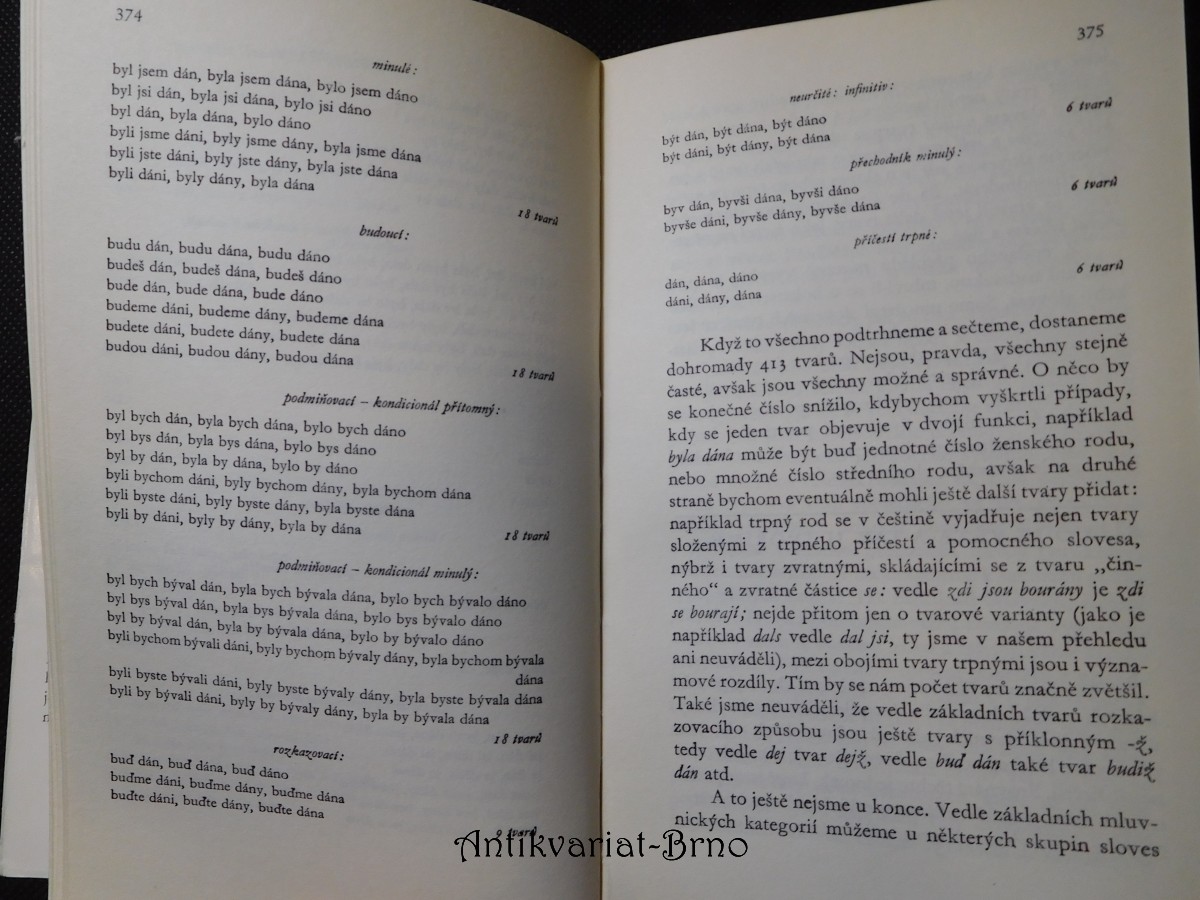 374
minulé:
byl jsem dán, byla jsem dána, bylo jsem dáno
byl jsi dán, byla jsi dána, bylo jsi dáno
byl dán, byla dána, bylo dáno
byli jsme dáni, byly jsme dány, byla jsme dána
byli jste dáni, byly jste dány, byla jste dána
byli dáni, byly dány, byla dána
18 tvarů
budoucí:
budu dán, budu dána, budu dáno
budeš dán, budeš dána, budeš dáno
bude dán, bude dána, bude dáno
budeme dáni, budeme dány, budeme dána
budete dáni, budete dány, budete dána
budou dáni, budou dány, budou dána
18 tvarů
podmiňovací – kondicionál přítomný:
byl bych dán, byla bych dána, bylo bych dáno
byl bys dán, byla bys dána, bylo bys dáno
byl by dán, byla by dána, bylo by dáno
byli bychom dáni, byly bychom dány, byla bychom dána
byli byste dáni, byly byste dány, byla byste dána
byli by dáni, byly by dány, byla by dána
18 tvarů
podmiňovací – kondicionál minulý:
byl bych býval dán, byla bych bývala dána, bylo bych bývalo dáno
byl bys býval dán, byla bys bývala dána, bylo bys bývalo dáno
byl by býval dán, byla by bývala dána, bylo by bývalo dáno
byli bychom bývali dáni, byly bychom bývaly dány, byla bychom bývala
dána
byli byste bývali dáni, byly byste bývaly dány, byla byste bývala dána
byli by bývali dáni, byly by bývaly dány, byla by bývala dána
18 tvarů
rozkazovací:
buď dán, buď dána, buď dáno
buďme dáni, buďme dány, buďme dána
buďte dáni, buďte dány, buďte dána
9 tvarů
375
neurčité: infinitiv:
být dán, být dána, být dáno
být dáni, být dány, být dána
6 tvarů
přechodník minulý:
byv dán, byvši dána, byvši dáno
byvše dáni, byvše dány, byvše dána
6 tvarů
příčestí trpné:
dán, dána, dáno
dáni, dány, dána
6 tvarů
Když to všechno podtrhneme a sečteme, dostaneme
dohromady 413 tvarů. Nejsou, pravda, všechny stejně
časté, avšak jsou všechny možné a správné. O něco by
se konečné číslo snížilo, kdybychom vyškrtli případy,
kdy se jeden tvar objevuje v dvojí funkci, například
byla dána může být buď jednotné číslo ženského rodu,
nebo množné číslo středního rodu, avšak na druhé
straně bychom eventuálně mohli ještě další tvary přidat:
například trpný rod se v češtině vyjadřuje nejen tvary
složenými z trpného příčestí a pomocného slovesa,
nýbrž i tvary zvratnými, skládajícími se z tvaru „čin-
ného“ a zvratné částice se: vedle zdi jsou bourány je zdi
se bourají; nejde přitom jen o tvarové varianty (jako je
například dals vedle dal jsi, ty jsme v našem přehledu
ani neuváděli), mezi obojími tvary trpnými jsou i význa-
mové rozdíly. Tím by se nám počet tvarů značně zvětšil.
Také jsme neuváděli, že vedle základních tvarů rozka-
zovacího způsobu jsou ještě tvary s příklonným -ž,
tedy vedle dej tvar dejž, vedle buď dán také tvar budiž
dán atd.
A to ještě nejsme u konce. Vedle základních mluv-
nických kategorií můžeme u některých skupin sloves
Antikvariat-Brno